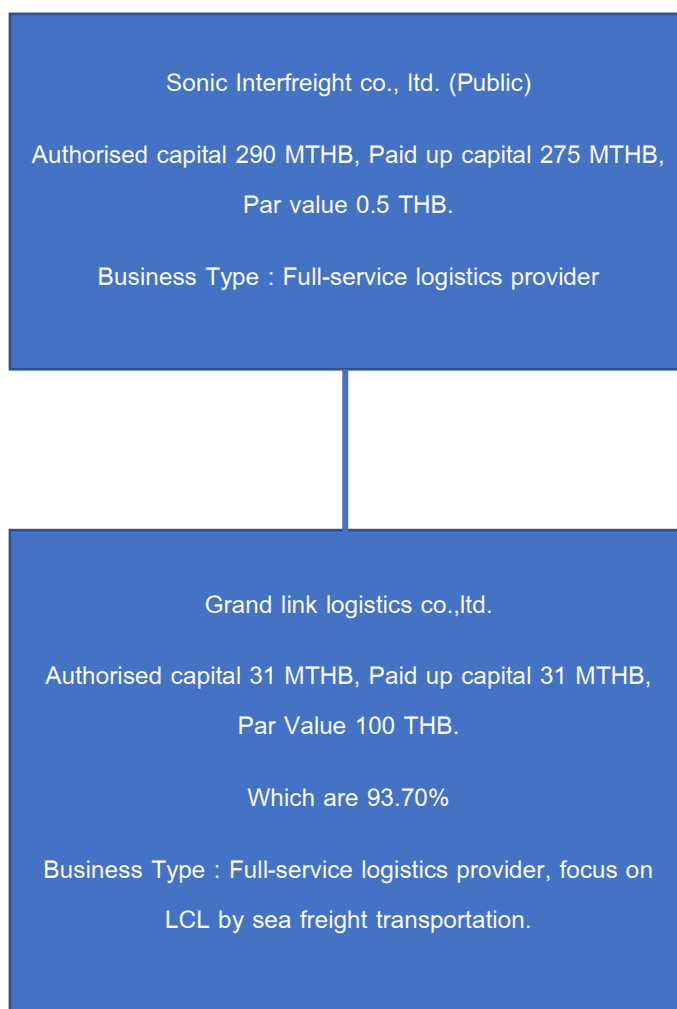 Sonic Interfreight co., ltd. (Public)
Authorised capital 290 MTHB, Paid up capital 275 MTHB,
Par value 0.5 THB.
Business Type : Full-service logistics provider
Grand link logistics co.,ltd.
Authorised capital 31 MTHB, Paid up capital 31 MTHB,
Par Value 100 THB.
Which are 93.70%
Business Type : Full-service logistics provider, focus on
LCL by sea freight transportation.